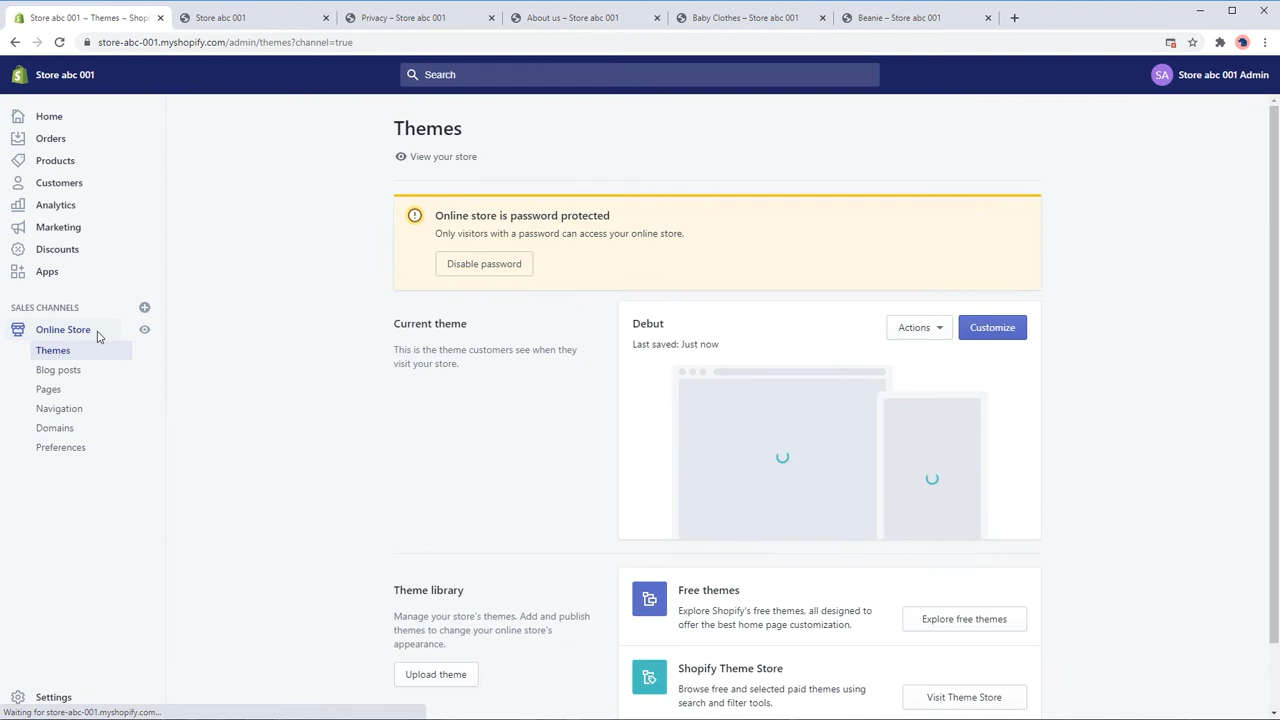 Store abc 001 ~ Themes ~ Shop
Store abc 001
Privacy – Store abc 001
About us – Store abc 001
Baby Clothes – Store abc 001
Beanie – Store abc 001
store-abc-001.myshopify.com/admin/themes?channel=true
Store abc 001
Search
SA
Store abc 001 Admin
Home
Orders
Products
Customers
Analytics
Marketing
Discounts
Apps
SALES CHANNELS
Online Store
Themes
Blog posts
Pages
Navigation
Domains
Preferences
Settings
Waiting for store-abc-001.myshopify.com...
Themes
View your store
Online store is password protected
Only visitors with a password can access your online store.
Disable password
Current theme
This is the theme customers see when they
visit your store.
Debut
Last saved: Just now
Actions
Customize
Theme library
Manage your store's themes. Add and publish
themes to change your online store's
appearance.
Upload theme
Free themes
Explore Shopify's free themes, all designed to
offer the best home page customization.
Explore free themes
Shopify Theme Store
Browse free and selected paid themes using
search and filter tools.
Visit Theme Store